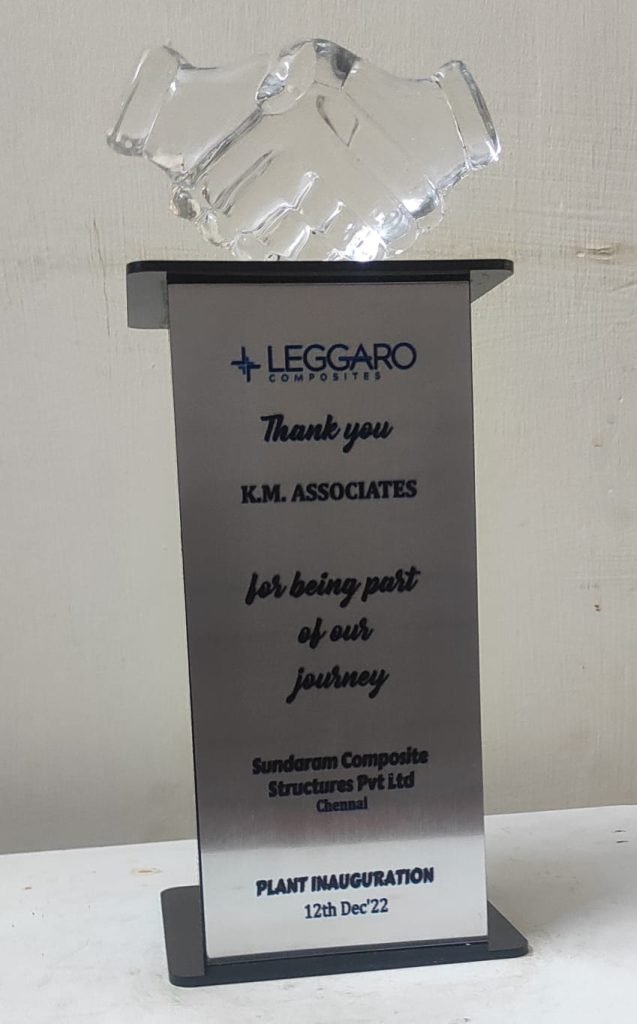 LEGGARO
COMPOSITES
Thank you
K.M. ASSOCIATES
for being part
of our
journey
Sundaram Composite
Structures Pvt Ltd
Chennai
PLANT INAUGURATION
12th Dec'22